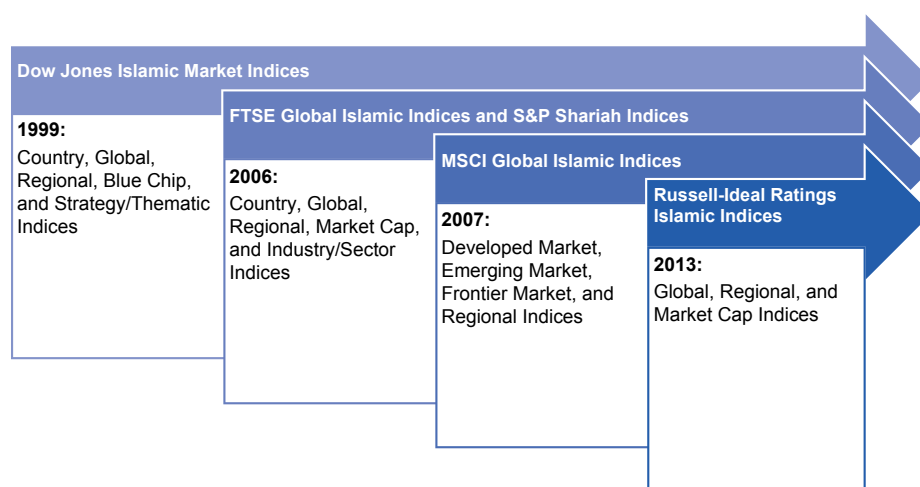 Dow Jones Islamic Market Indices
1999:
Country, Global,
Regional, Blue Chip,
and Strategy/Thematic
Indices
FTSE Global Islamic Indices and S&P Shariah Indices
2006:
Country, Global,
Regional, Market Cap,
and Industry/Sector
Indices
MSCI Global Islamic Indices
2007:
Developed Market,
Emerging Market,
Frontier Market, and
Regional Indices
Russell-Ideal Ratings
Islamic Indices
2013:
Global, Regional, and
Market Cap Indices